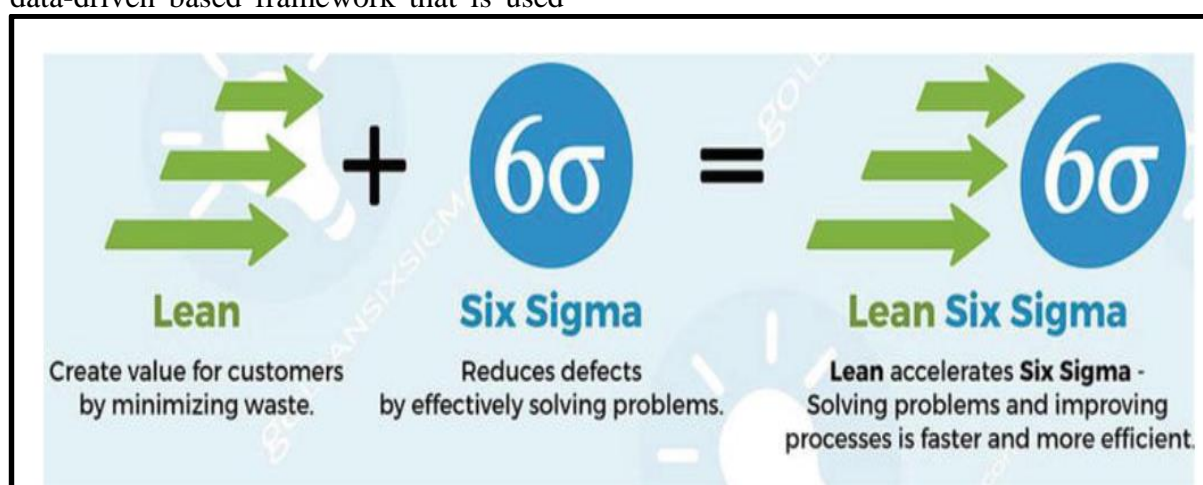 data-driven based framework that is used
+ 6σ = 6σ
Lean Six Sigma Lean Six Sigma
Create value for customers Reduces defects Lean accelerates Six Sigma -
by minimizing waste. by effectively solving problems. Solving problems and improving
processes is faster and more efficient.